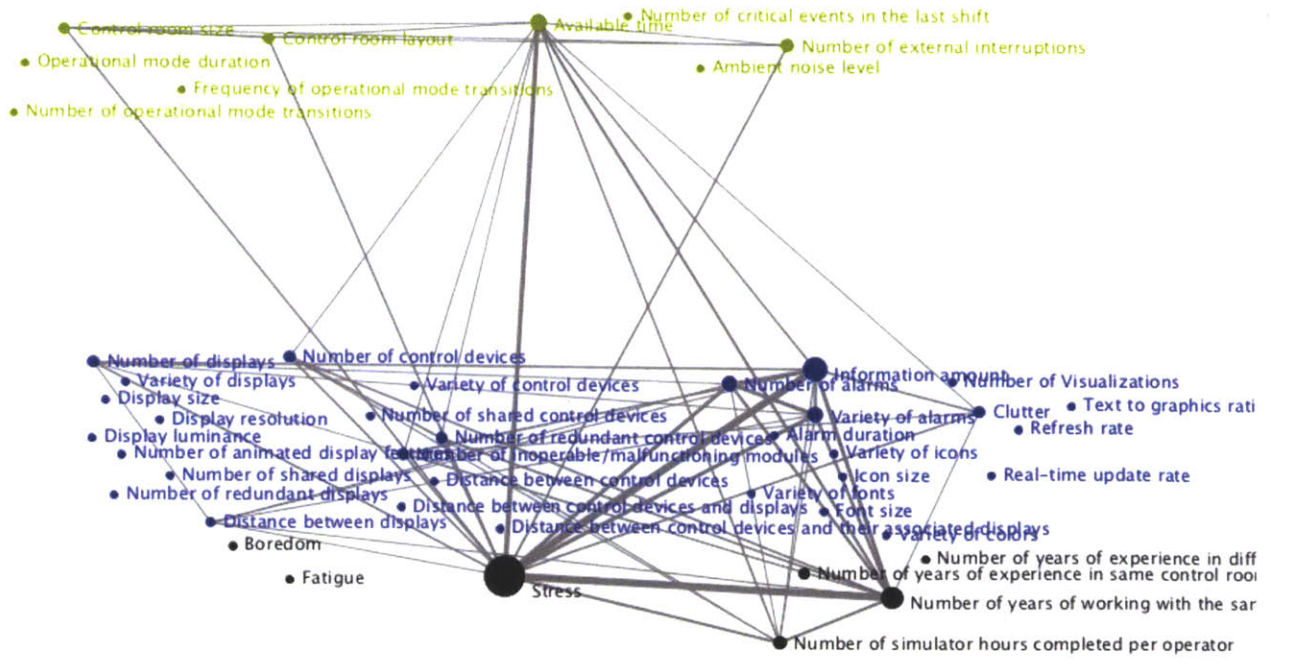 Number of critical events in the last shift
Available time
Control room size
Control room layout
Number of external interruptions
Operational mode duration
Ambient noise level
Frequency of operational mode transitions
Number of operational mode transitions
Number of displays
Number of control devices
Information amount
Number of alarms
Number of Visualizations
Variety of displays
Variety of control devices
Display size
Text to graphics rati
Clutter
Display resolution
Number of shared control devices
Variety of alarms
Refresh rate
Display luminance
Number of redundant control devices
Alarm duration
Number of animated display
Number of inoperable/malfunctioning modules
Variety of icons
Number of shared displays
Distance between control devices
Icon size
Real-time update rate
Number of redundant displays
Variety of fonts
Distance between control devices and displays
Font size
Distance between displays
Distance between control devices and their associated displays
Variety of colors
Boredom
Number of years of experience in diff
Fatigue
Number of years of experience in same control
Stress
Number of years of working with the sar
Number of simulator hours completed per operator